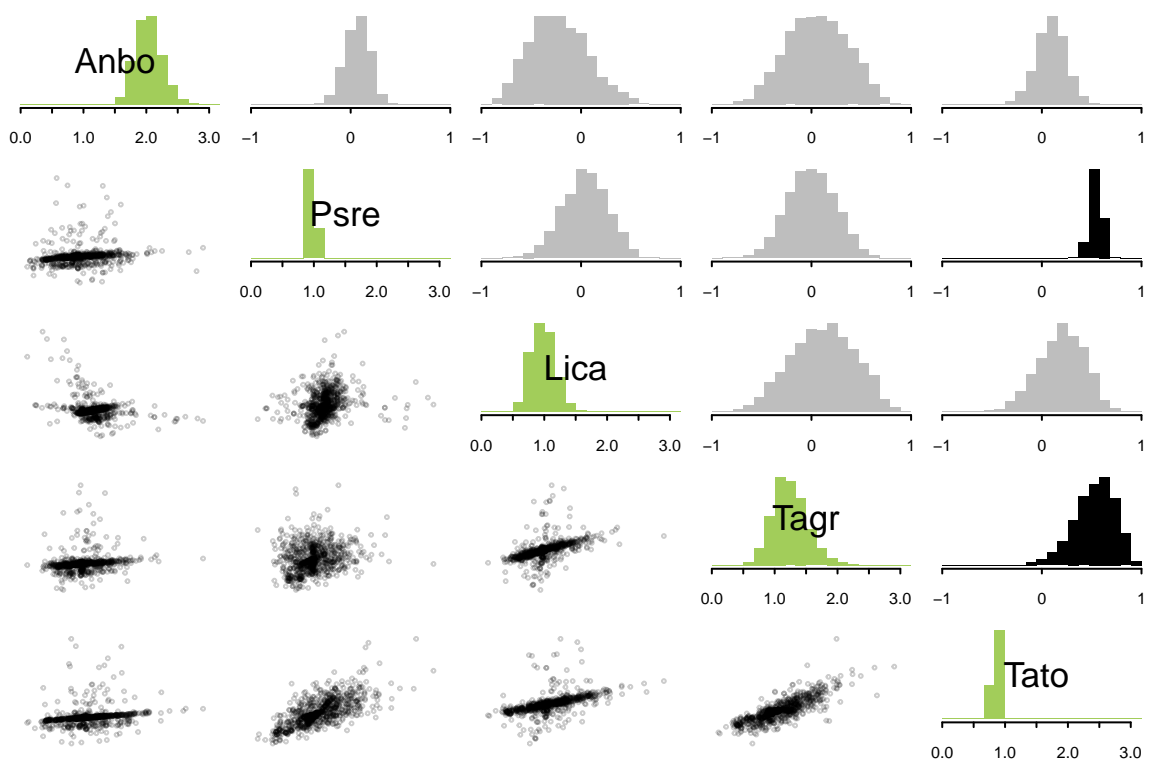 Anbo
0.0 1.0 2.0 3.0 −1 0 1 −1 0 1 −1 0 1 −1 0 1
Psre
0.0 1.0 2.0 3.0 −1 0 1 −1 0 1 −1 0 1
Lica
0.0 1.0 2.0 3.0 −1 0 1 −1 0 1
Tagr
0.0 1.0 2.0 3.0 −1 0 1
Tato
0.0 1.0 2.0 3.0